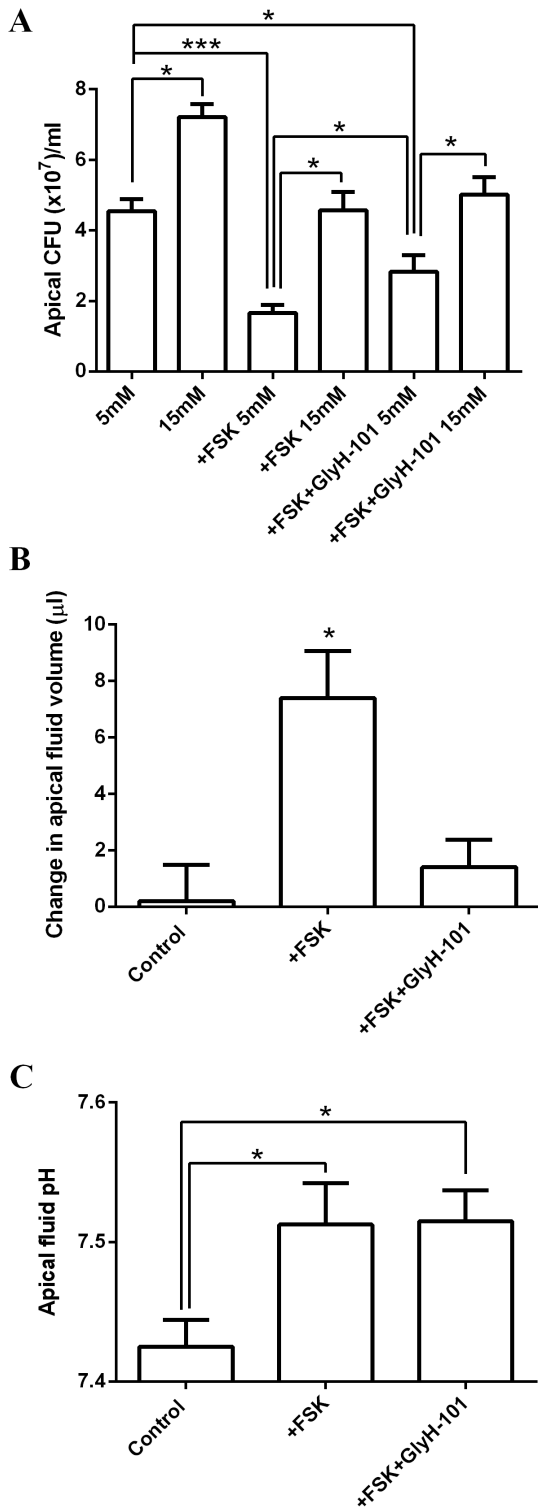 A
Apical CFU (x10⁷)/ml
8
6
4
2
0
*
***
*
*
*
*
5mM
15mM
+FSK 5mM
+FSK 15mM
+FSK+GlyH-101 5mM
+FSK+GlyH-101 15mM
B
Change in apical fluid volume (μl)
10
8
6
4
2
0
*
Control
+FSK
+FSK+GlyH-101
C
Apical fluid pH
7.6
7.5
7.4
*
*
Control
+FSK
+FSK+GlyH-101